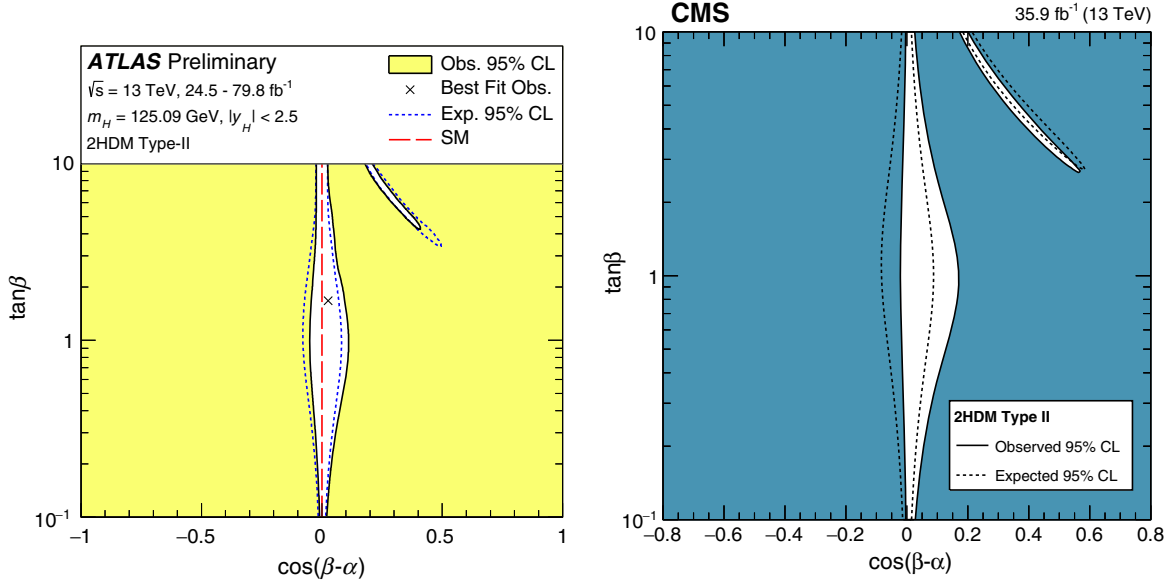 ATLAS Preliminary
√s = 13 TeV, 24.5 - 79.8 fb⁻¹
m_H = 125.09 GeV, |y_H| < 2.5
2HDM Type-II
Obs. 95% CL
Best Fit Obs.
Exp. 95% CL
SM
10
1
10⁻¹
tanβ
−1
−0.5
0
0.5
1
cos(β-α)
CMS
35.9 fb⁻¹ (13 TeV)
10
1
10⁻¹
tanβ
2HDM Type II
Observed 95% CL
Expected 95% CL
−0.8
−0.6
−0.4
−0.2
0
0.2
0.4
0.6
0.8
cos(β-α)